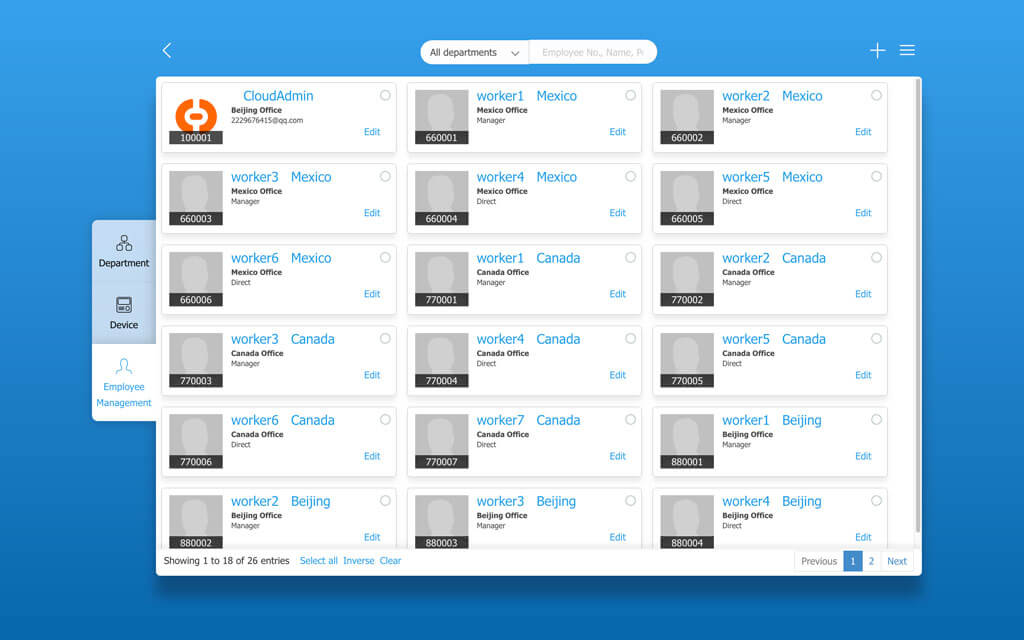 All departments
Employee No., Name, P
CloudAdmin
Beijing Office
2229676415@qq.com
100001
Edit
worker1 Mexico
Mexico Office
Manager
660001
Edit
worker2 Mexico
Mexico Office
Manager
660002
Edit
worker3 Mexico
Mexico Office
Manager
660003
Edit
worker4 Mexico
Mexico Office
Direct
660004
Edit
worker5 Mexico
Mexico Office
Direct
660005
Edit
Department
Device
Employee
Management
worker6 Mexico
Mexico Office
Direct
660006
Edit
worker1 Canada
Canada Office
Manager
770001
Edit
worker2 Canada
Canada Office
Manager
770002
Edit
worker3 Canada
Canada Office
Manager
770003
Edit
worker4 Canada
Canada Office
Direct
770004
Edit
worker5 Canada
Canada Office
Direct
770005
Edit
worker6 Canada
Canada Office
Direct
770006
Edit
worker7 Canada
Canada Office
Direct
770007
Edit
worker1 Beijing
Beijing Office
Manager
880001
Edit
worker2 Beijing
Beijing Office
Manager
880002
Edit
worker3 Beijing
Beijing Office
Manager
880003
Edit
worker4 Beijing
Beijing Office
Direct
880004
Edit
Showing 1 to 18 of 26 entries Select all Inverse Clear
Previous 1 2 Next